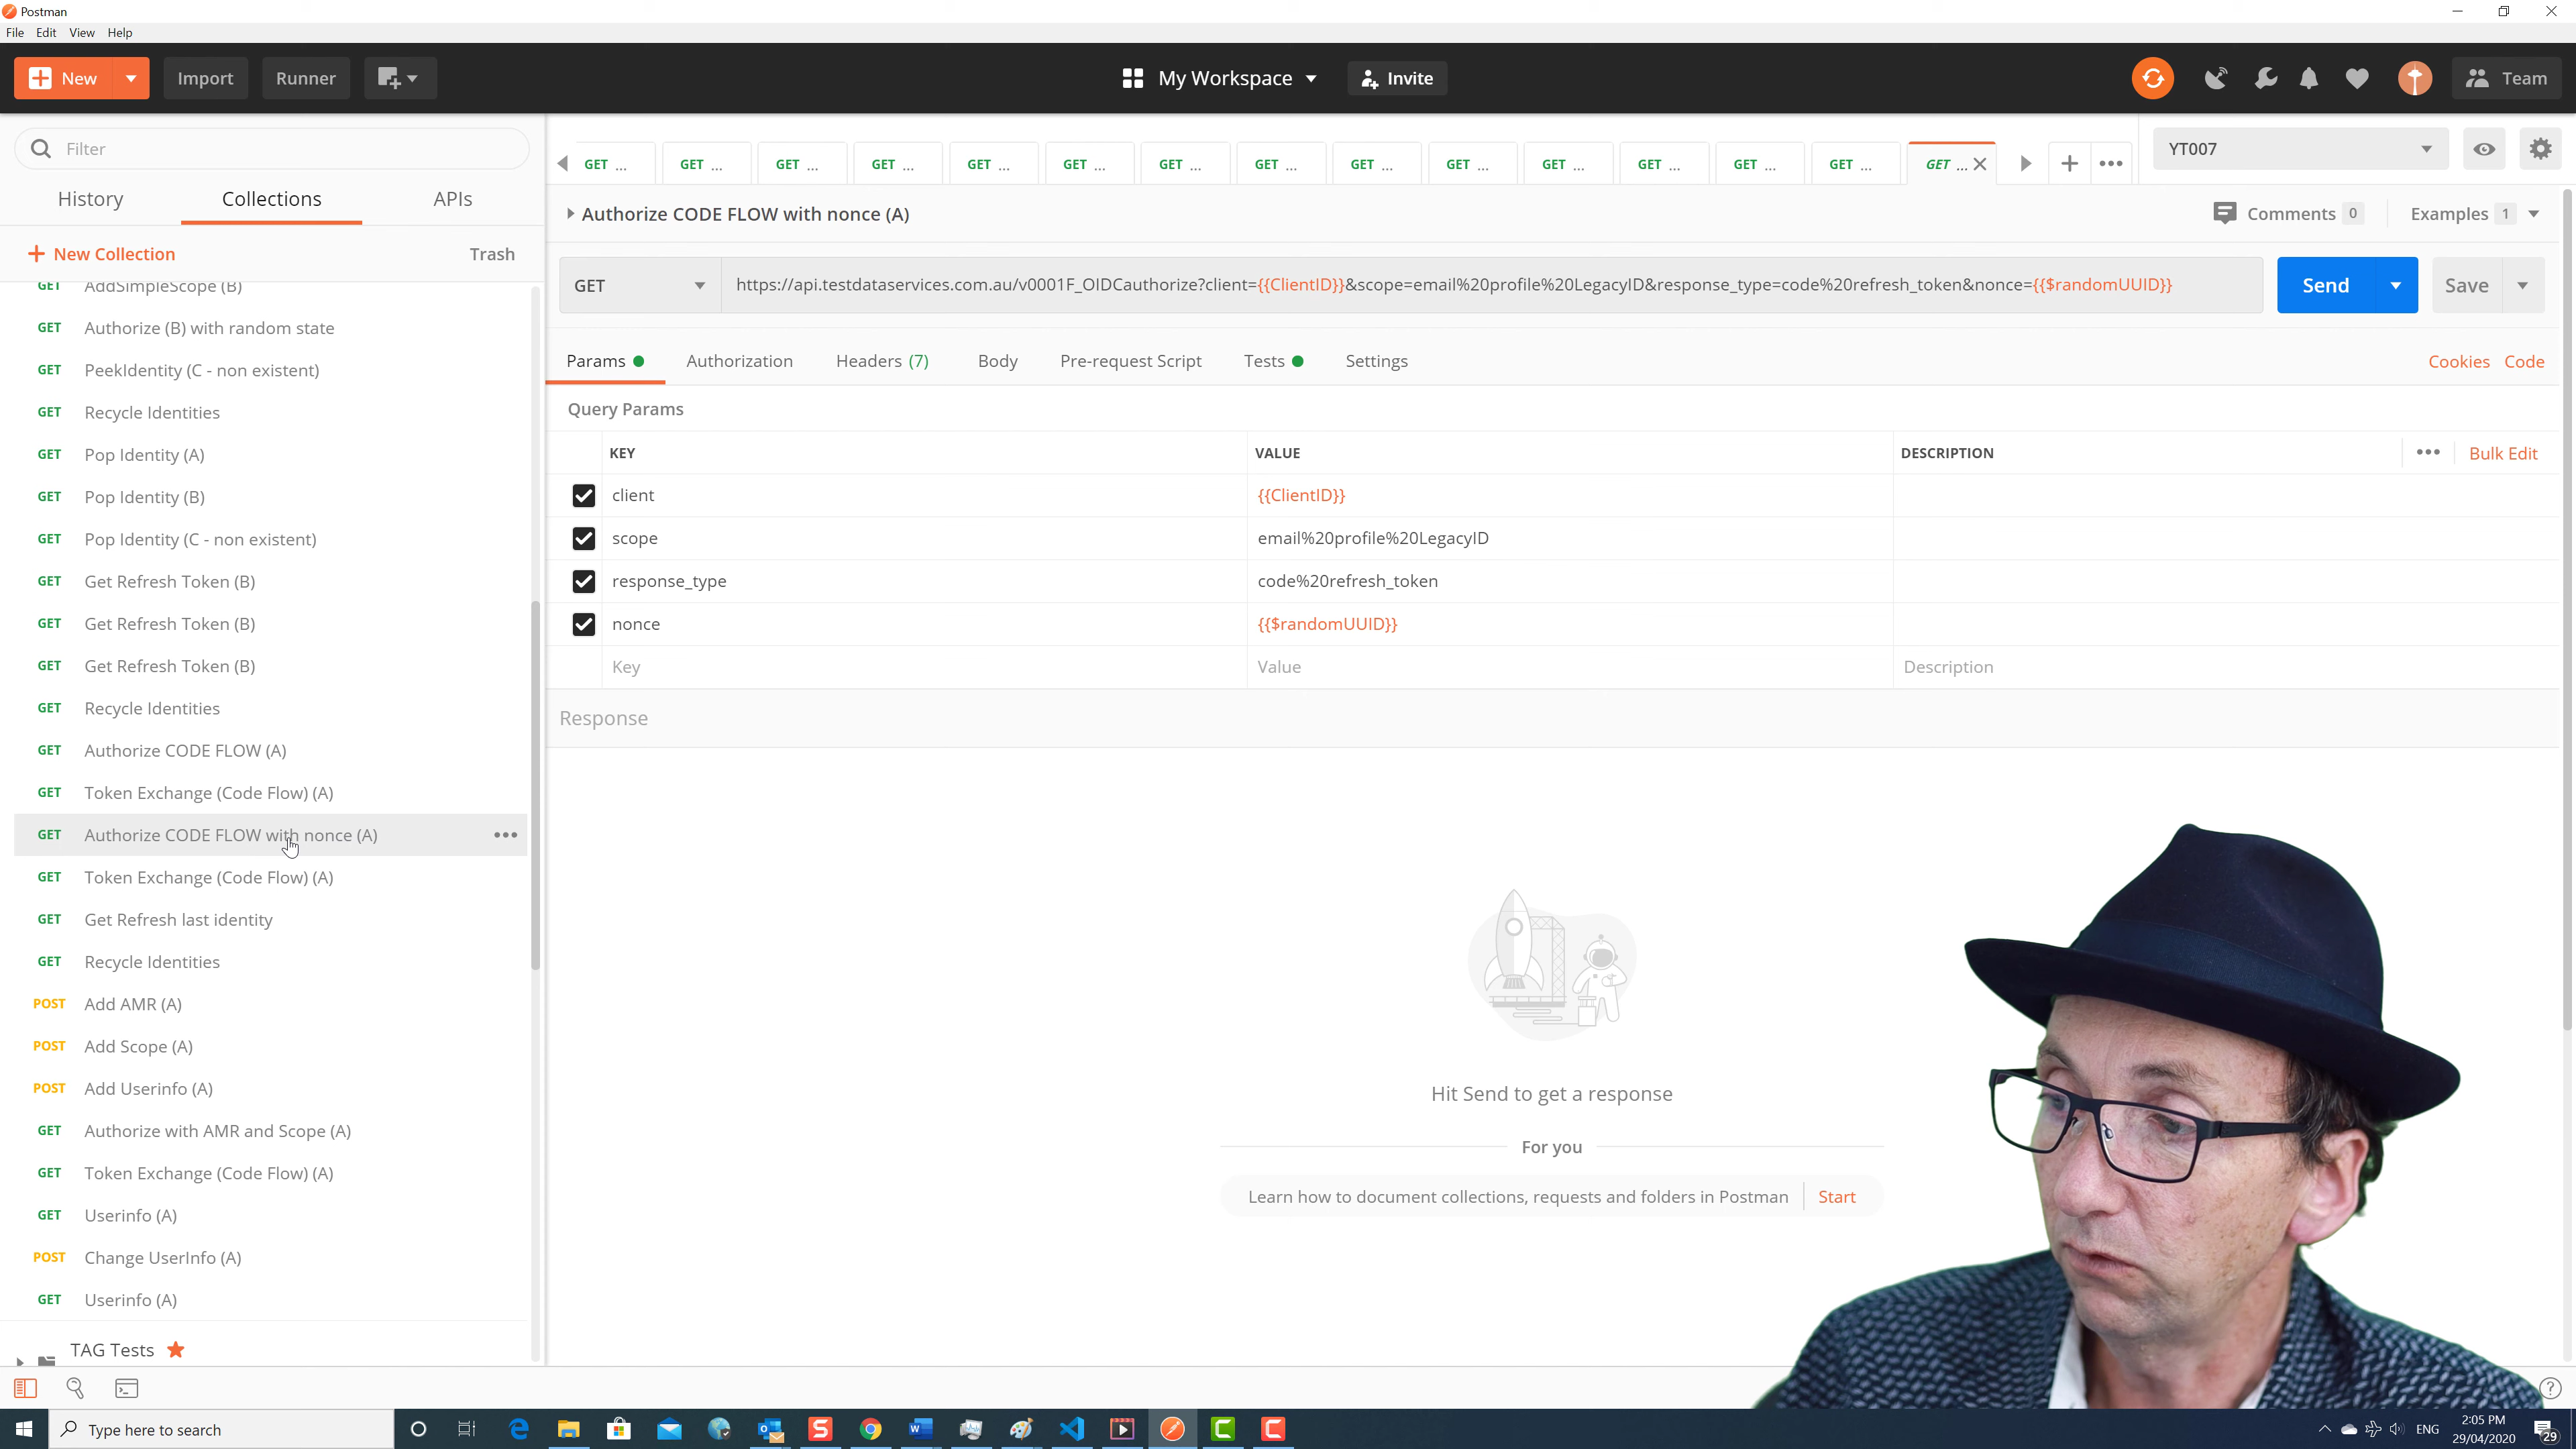 Postman
File Edit View Help
New Import Runner My Workspace Invite Team
Filter
GET ... GET ... GET ... GET ... GET ... GET ... GET ... GET ... GET ... GET ... GET ... GET ... GET ... GET ... GET ... YT007
History Collections APIs
Authorize CODE FLOW with nonce (A) Comments 0 Examples 1
New Collection Trash
GET AddSimpleScope (B)
GET https://api.testdataservices.com.au/v0001F_OIDCauthorize?client={{ClientID}}&scope=email%20profile%20LegacyID&response_type=code%20refresh_token&nonce={{$randomUUID}} Send Save
GET Authorize (B) with random state
GET PeekIdentity (C - non existent)
Params Authorization Headers (7) Body Pre-request Script Tests Settings Cookies Code
GET Recycle Identities
Query Params
GET Pop Identity (A)
KEY VALUE DESCRIPTION Bulk Edit
GET Pop Identity (B)
client {{ClientID}}
GET Pop Identity (C - non existent)
scope email%20profile%20LegacyID
GET Get Refresh Token (B)
response_type code%20refresh_token
GET Get Refresh Token (B)
nonce {{$randomUUID}}
GET Get Refresh Token (B)
Key Value Description
GET Recycle Identities
Response
GET Authorize CODE FLOW (A)
GET Token Exchange (Code Flow) (A)
GET Authorize CODE FLOW with nonce (A)
GET Token Exchange (Code Flow) (A)
GET Get Refresh last identity
GET Recycle Identities
POST Add AMR (A)
POST Add Scope (A)
POST Add Userinfo (A)
Hit Send to get a response
GET Authorize with AMR and Scope (A)
For you
GET Token Exchange (Code Flow) (A)
Learn how to document collections, requests and folders in Postman Start
GET Userinfo (A)
POST Change UserInfo (A)
GET Userinfo (A)
TAG Tests
Type here to search
ENG
2:05 PM
29/04/2020
29